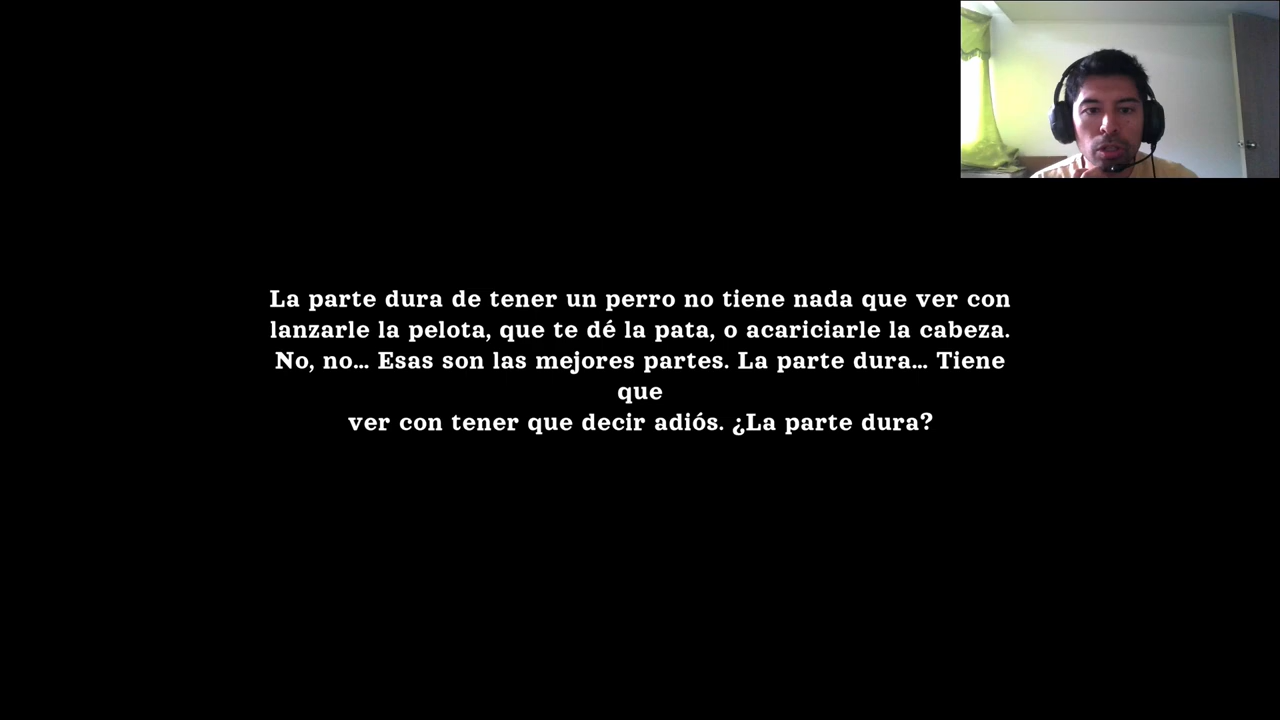 La parte dura de tener un perro no tiene nada que ver con
lanzarle la pelota, que te dé la pata, o acariciarle la cabeza.
No, no... Esas son las mejores partes. La parte dura... Tiene
que
ver con tener que decir adiós. ¿La parte dura?